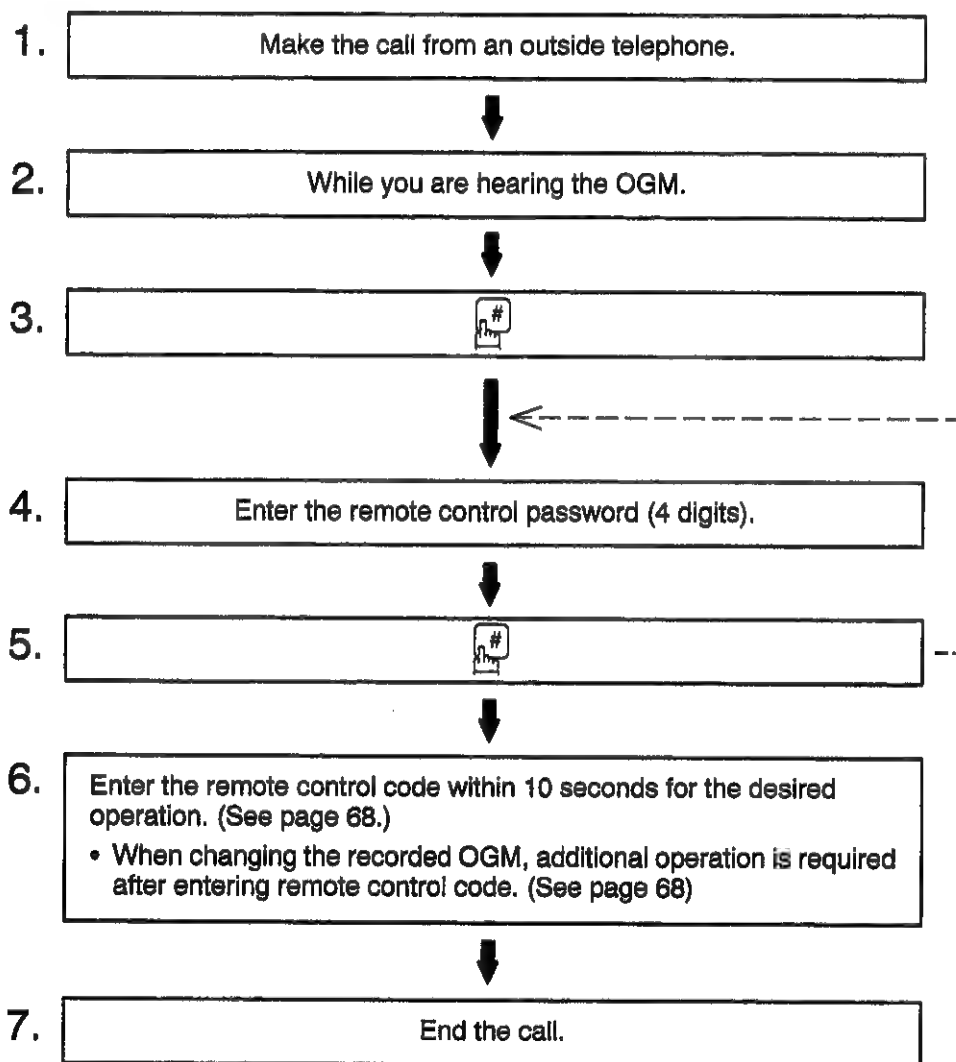 1. Make the call from an outside telephone.
2. While you are hearing the OGM.
3. #
4. Enter the remote control password (4 digits).
5. #
6. Enter the remote control code within 10 seconds for the desired
operation. (See page 68.)
• When changing the recorded OGM, additional operation is required
after entering remote control code. (See page 68)
7. End the call.